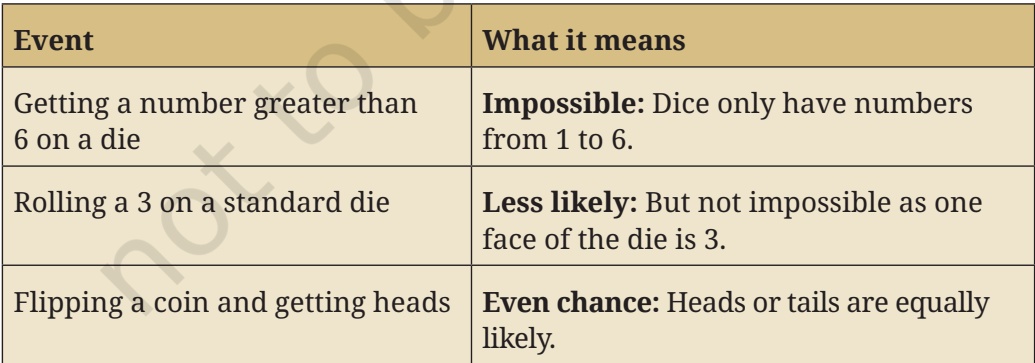 Event What it means
Getting a number greater than Impossible: Dice only have numbers
6 on a die from 1 to 6.
Rolling a 3 on a standard die Less likely: But not impossible as one
face of the die is 3.
Flipping a coin and getting heads Even chance: Heads or tails are equally
likely.
not to